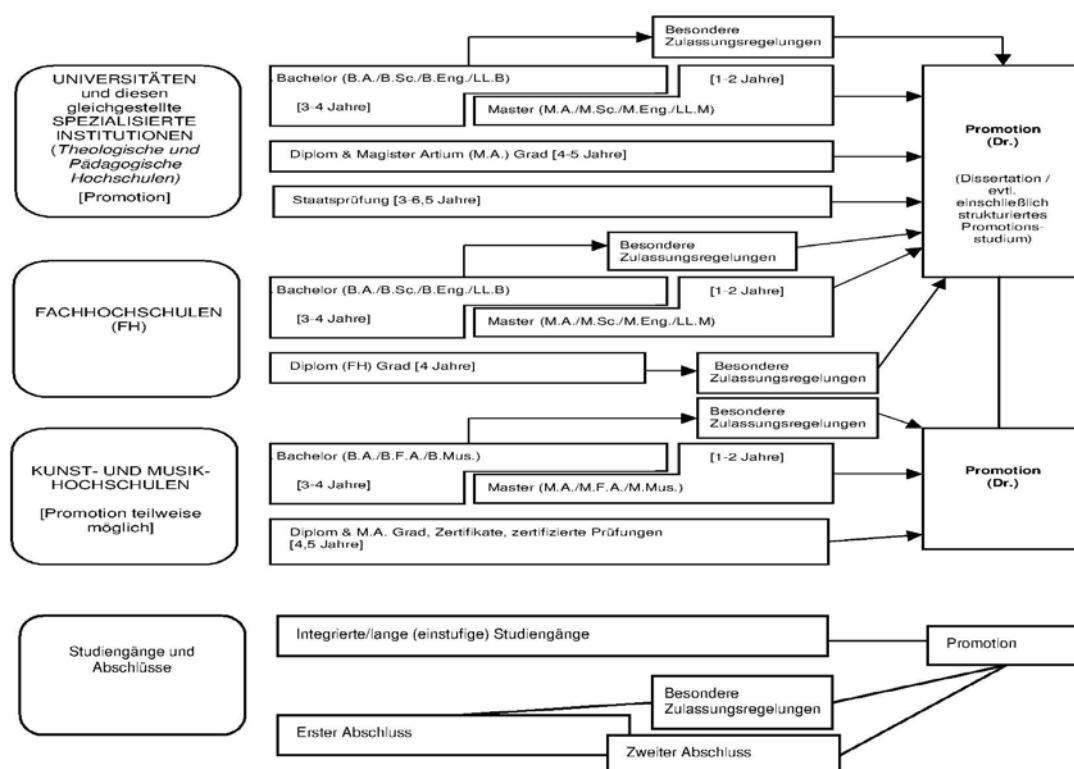 Besondere
Zulassungsregelungen
UNIVERSITÄTEN
und diesen
gleichgestellte
SPEZIALISIERTE
INSTITUTIONEN
(Theologische und
Pädagogische
Hochschulen)
[Promotion]
Bachelor (B.A./B.Sc./B.Eng./LL.B)
[3-4 Jahre]
[1-2 Jahre]
Master (M.A./M.Sc./M.Eng./LL.M)
Diplom & Magister Artium (M.A.) Grad [4-5 Jahre]
Staatsprüfung [3-6,5 Jahre]
Promotion
(Dr.)
(Dissertation /
evtl.
einschließlich
strukturiertes
Promotions-
studium)
Besondere
Zulassungsregelungen
FACHHOCHSCHULEN
(FH)
Bachelor (B.A./B.Sc./B.Eng./LL.B)
[3-4 Jahre]
[1-2 Jahre]
Master (M.A./M.Sc./M.Eng./LL.M)
Diplom (FH) Grad [4 Jahre]
Besondere
Zulassungsregelungen
Besondere
Zulassungsregelungen
KUNST- UND MUSIK-
HOCHSCHULEN
[Promotion teilweise
möglich]
Bachelor (B.A./B.F.A./B.Mus.)
[3-4 Jahre]
[1-2 Jahre]
Master (M.A./M.F.A./M.Mus.)
Diplom & M.A. Grad, Zertifikate, zertifizierte Prüfungen
[4,5 Jahre]
Promotion
(Dr.)
Studiengänge und
Abschlüsse
Integrierte/lange (einstufige) Studiengänge
Promotion
Besondere
Zulassungsregelungen
Erster Abschluss
Zweiter Abschluss